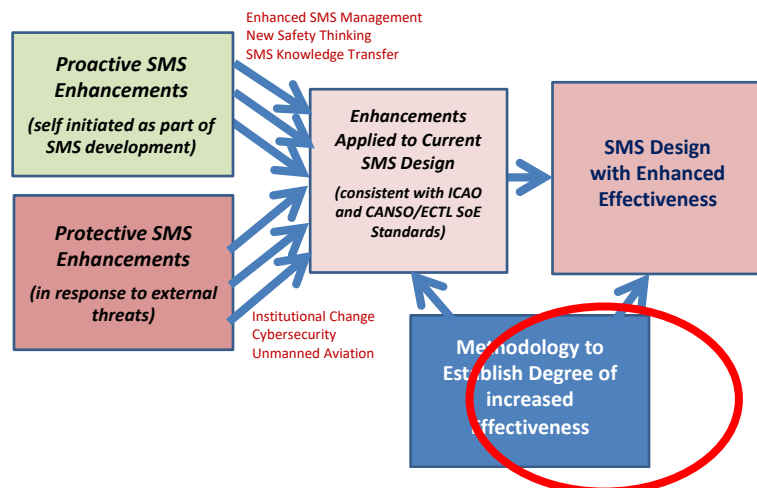 Enhanced SMS Management
New Safety Thinking
SMS Knowledge Transfer
Proactive SMS
Enhancements
(self initiated as part of
SMS development)
Enhancements
Applied to Current
SMS Design
(consistent with ICAO
and CANSO/ECTL SoE
Standards)
SMS Design
with Enhanced
Effectiveness
Protective SMS
Enhancements
(in response to external
threats)
Institutional Change
Cybersecurity
Unmanned Aviation
Methodology to
Establish Degree of
increased
Effectiveness